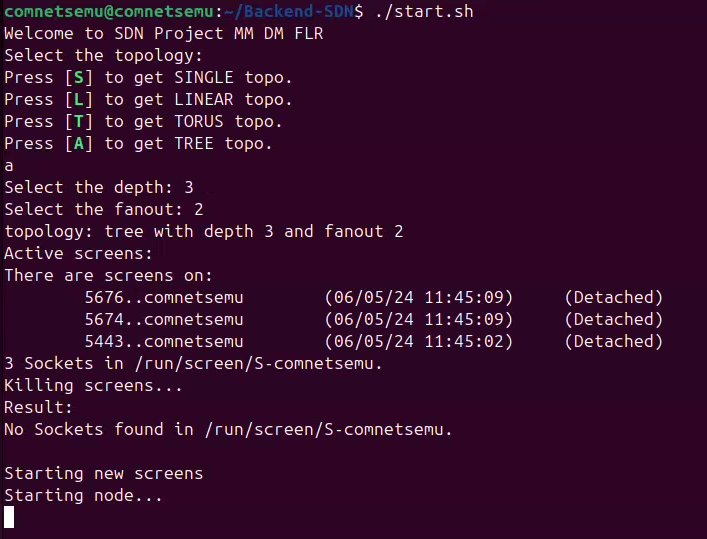 comnetsemu@comnetsemu:~/Backend-SDN$ ./start.sh
Welcome to SDN Project MM DM FLR
Select the topology:
Press [S] to get SINGLE topo.
Press [L] to get LINEAR topo.
Press [T] to get TORUS topo.
Press [A] to get TREE topo.
a
Select the depth: 3
Select the fanout: 2
topology: tree with depth 3 and fanout 2
Active screens:
There are screens on:
        5676..comnetsemu        (06/05/24 11:45:09)     (Detached)
        5674..comnetsemu        (06/05/24 11:45:09)     (Detached)
        5443..comnetsemu        (06/05/24 11:45:02)     (Detached)
3 Sockets in /run/screen/S-comnetsemu.
Killing screens...
Result:
No Sockets found in /run/screen/S-comnetsemu.

Starting new screens
Starting node...